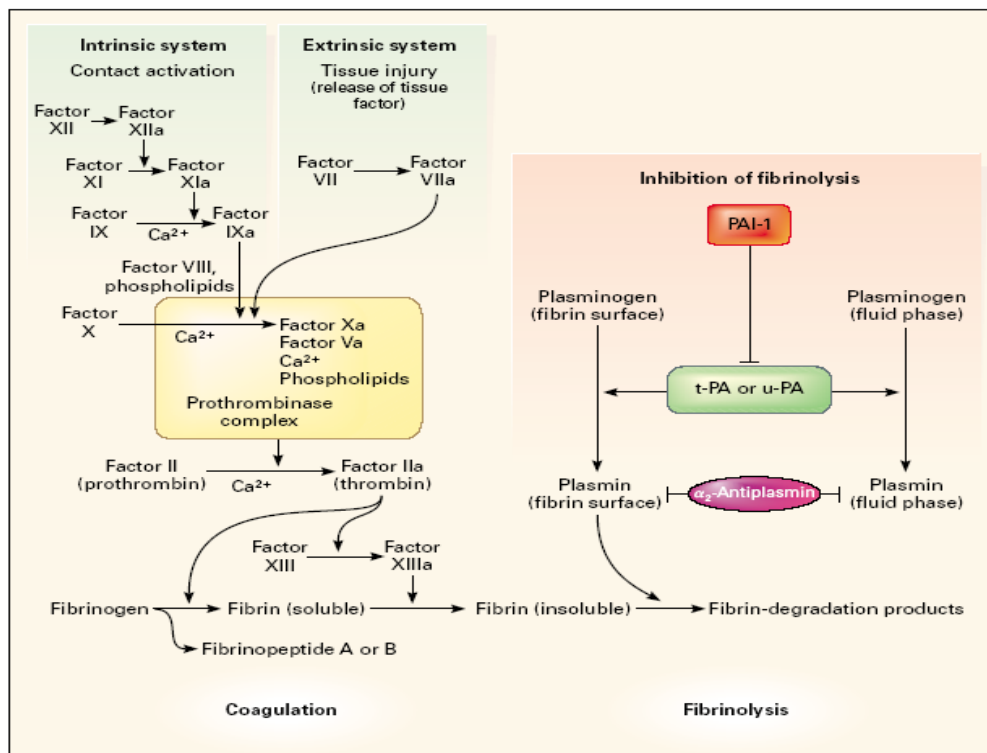 Intrinsic system
Contact activation
Factor
XII
Factor
XIIa
Factor
XI
Factor
XIa
Factor
IX
Ca²⁺
Factor
IXa
Factor VIII,
phospholipids
Extrinsic system
Tissue injury
(release of tissue
factor)
Factor
VII
Factor
VIIa
Factor
X
Ca²⁺
Factor Xa
Factor Va
Ca²⁺
Phospholipids
Prothrombinase
complex
Factor II
(prothrombin)
Ca²⁺
Factor IIa
(thrombin)
Factor
XIII
Factor
XIIIa
Fibrinogen
Fibrin (soluble)
Fibrin (insoluble)
Fibrin-degradation products
Fibrinopeptide A or B
Coagulation
Inhibition of fibrinolysis
PAI-1
Plasminogen
(fibrin surface)
Plasminogen
(fluid phase)
t-PA or u-PA
Plasmin
(fibrin surface)
α₂-Antiplasmin
Plasmin
(fluid phase)
Fibrinolysis